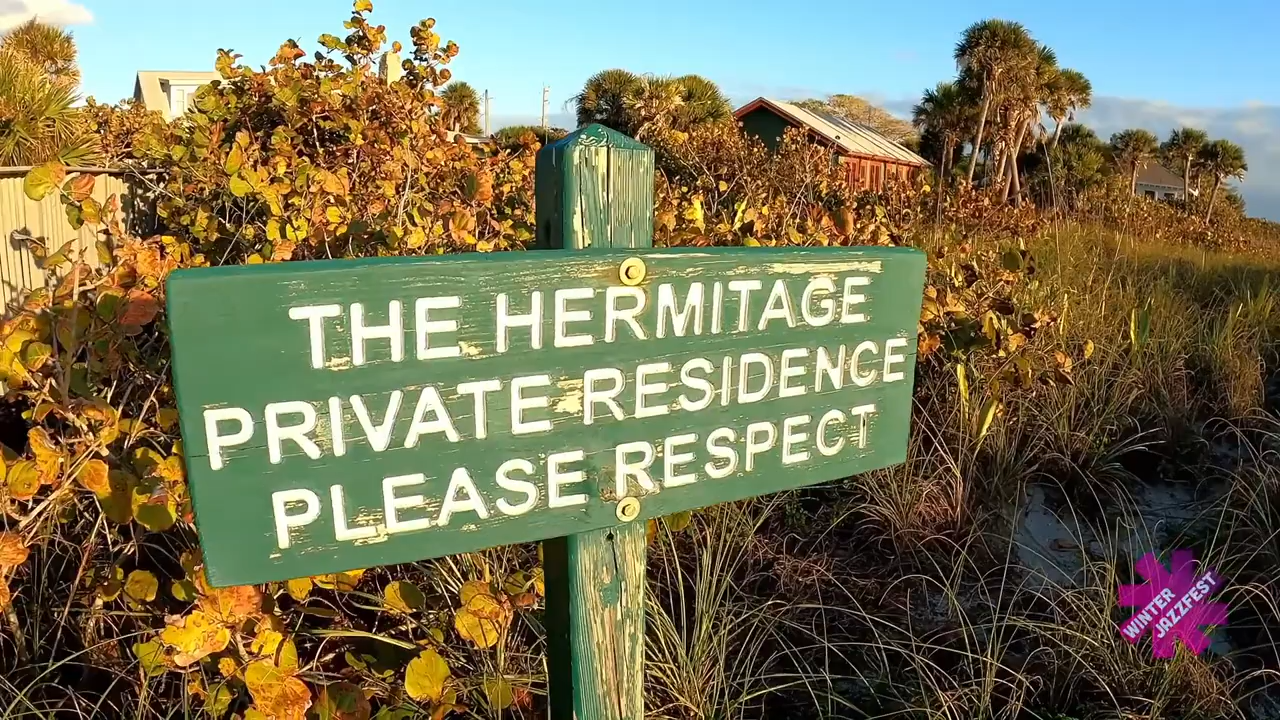 THE HERMITAGE
PRIVATE RESIDENCE
PLEASE RESPECT
WINTER
JAZZFEST